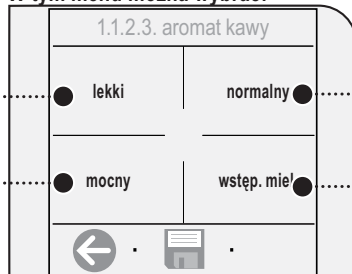 W tym menu można wybrać:
1.1.2.3. aromat kawy
lekki normalny
mocny wstęp. miel